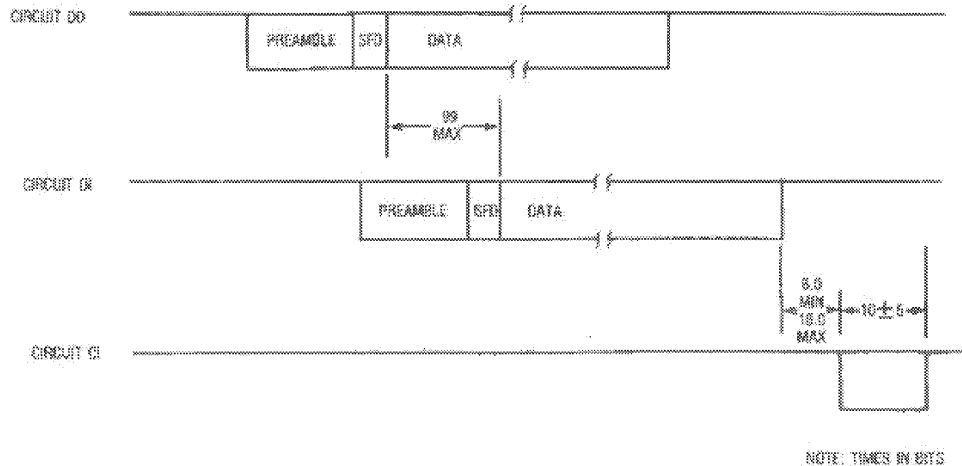 CIRCUIT DO
PREAMBLE SFD DATA
99
MAX
CIRCUIT DI
PREAMBLE SFD DATA
6.0
MIN
16.0
MAX
10 ± 5
CIRCUIT CI
NOTE: TIMES IN BITS